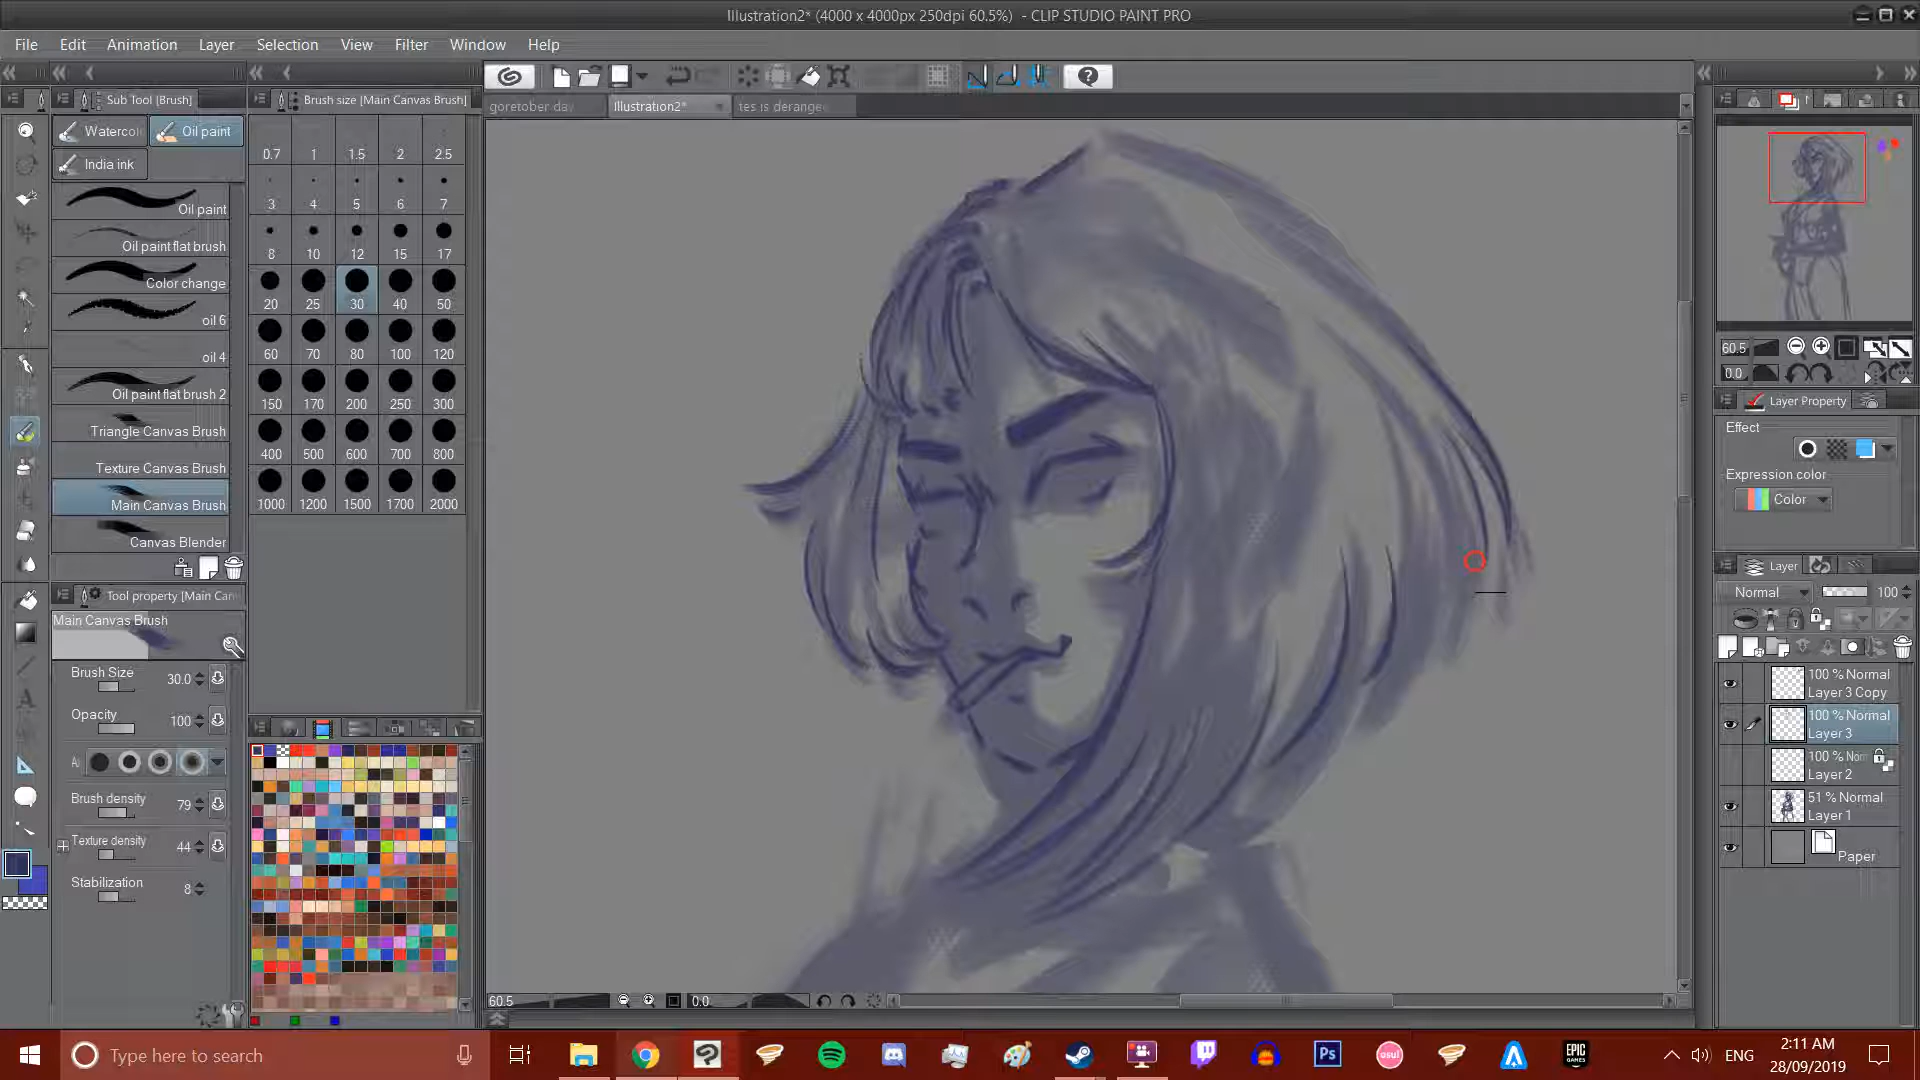 Illustration2* (4000 x 4000px 250dpi 60.5%) - CLIP STUDIO PAINT PRO
File Edit Animation Layer Selection View Filter Window Help
Sub Tool [Brush]
Brush size [Main Canvas Brush]
goretober day
Illustration2*
tes is derange
Watercol
Oil paint
India ink
Oil paint
Oil paint flat brush
Color change
oil 6
oil 4
Oil paint flat brush 2
Triangle Canvas Brush
Texture Canvas Brush
Main Canvas Brush
Canvas Blender
0.7 1 1.5 2 2.5
3 4 5 6 7
8 10 12 15 17
20 25 30 40 50
60 70 80 100 120
150 170 200 250 300
400 500 600 700 800
1000 1200 1500 1700 2000
Tool property [Main Can
Main Canvas Brush
Brush Size 30.0
Opacity 100
Brush density 79
Texture density 44
Stabilization 8
60.5
0.0
60.5
0.0
Layer Property
Effect
Expression color
Color
Layer
Normal 100
100 % Normal
Layer 3 Copy
100 % Normal
Layer 3
100 % Nom
Layer 2
51 % Normal
Layer 1
Paper
Type here to search
Ps
osu!
EPIC
GAMES
ENG
2:11 AM
28/09/2019